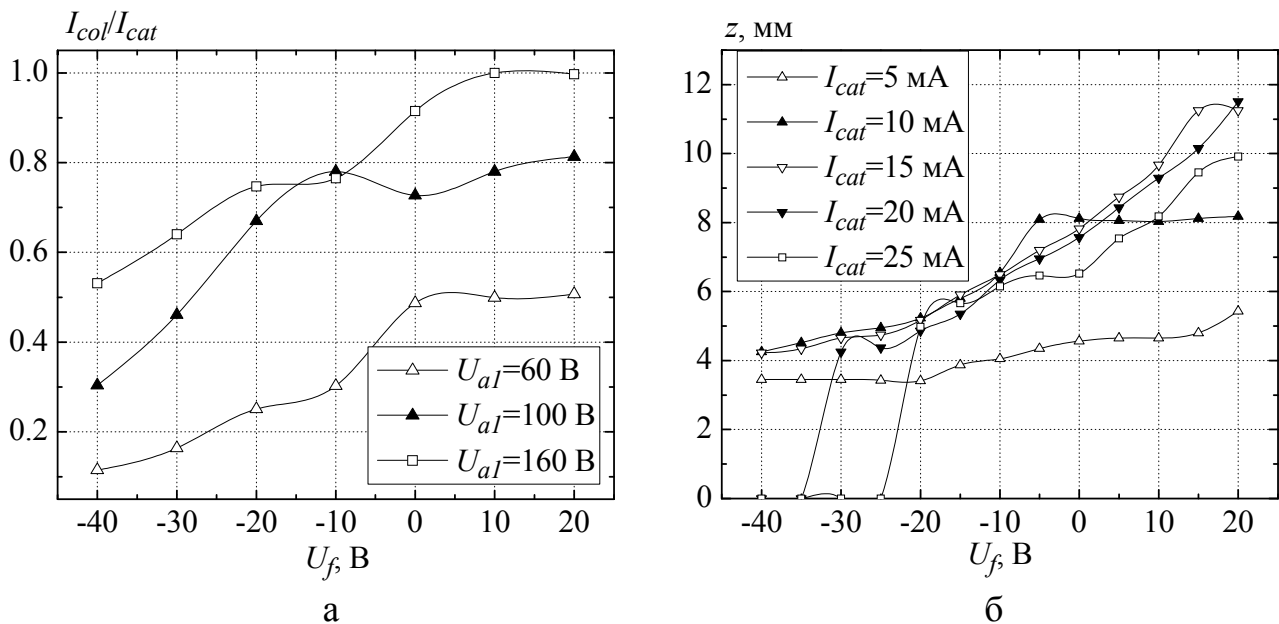 I_col/I_cat
1.0
0.8
0.6
0.4
0.2
-40 -30 -20 -10 0 10 20
U_f, В
U_a1=60 В
U_a1=100 В
U_a1=160 В
а
z, мм
12
10
8
6
4
2
0
-40 -30 -20 -10 0 10 20
U_f, В
I_cat=5 мА
I_cat=10 мА
I_cat=15 мА
I_cat=20 мА
I_cat=25 мА
б